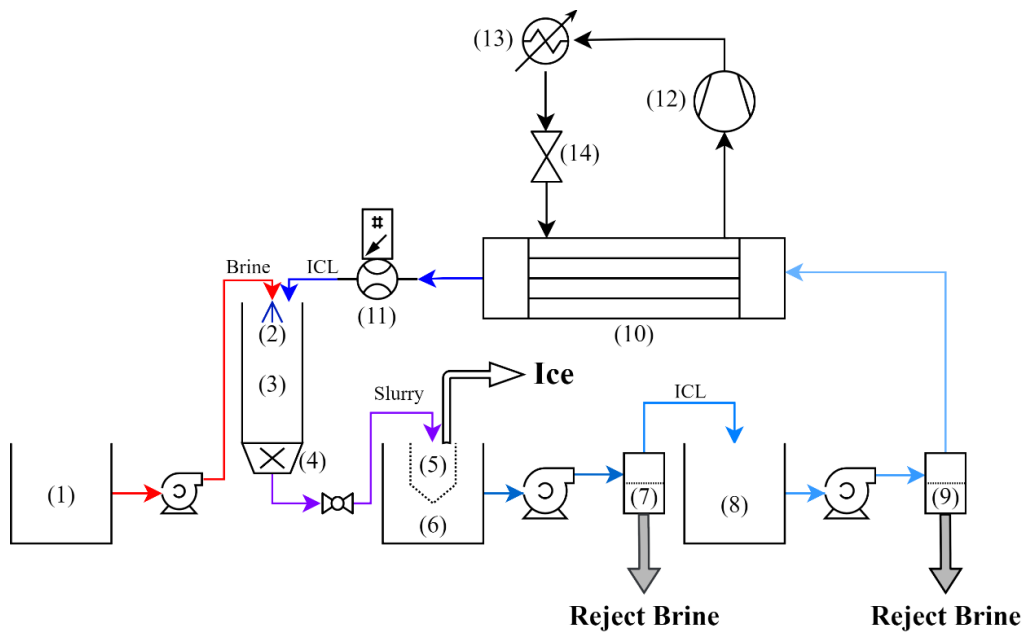 (13)
(12)
(14)
#
Brine
ICL
(11)
(10)
(2)
(3)
Ice
Slurry
ICL
(4)
(5)
(1)
(6)
(7)
(8)
(9)
Reject Brine
Reject Brine